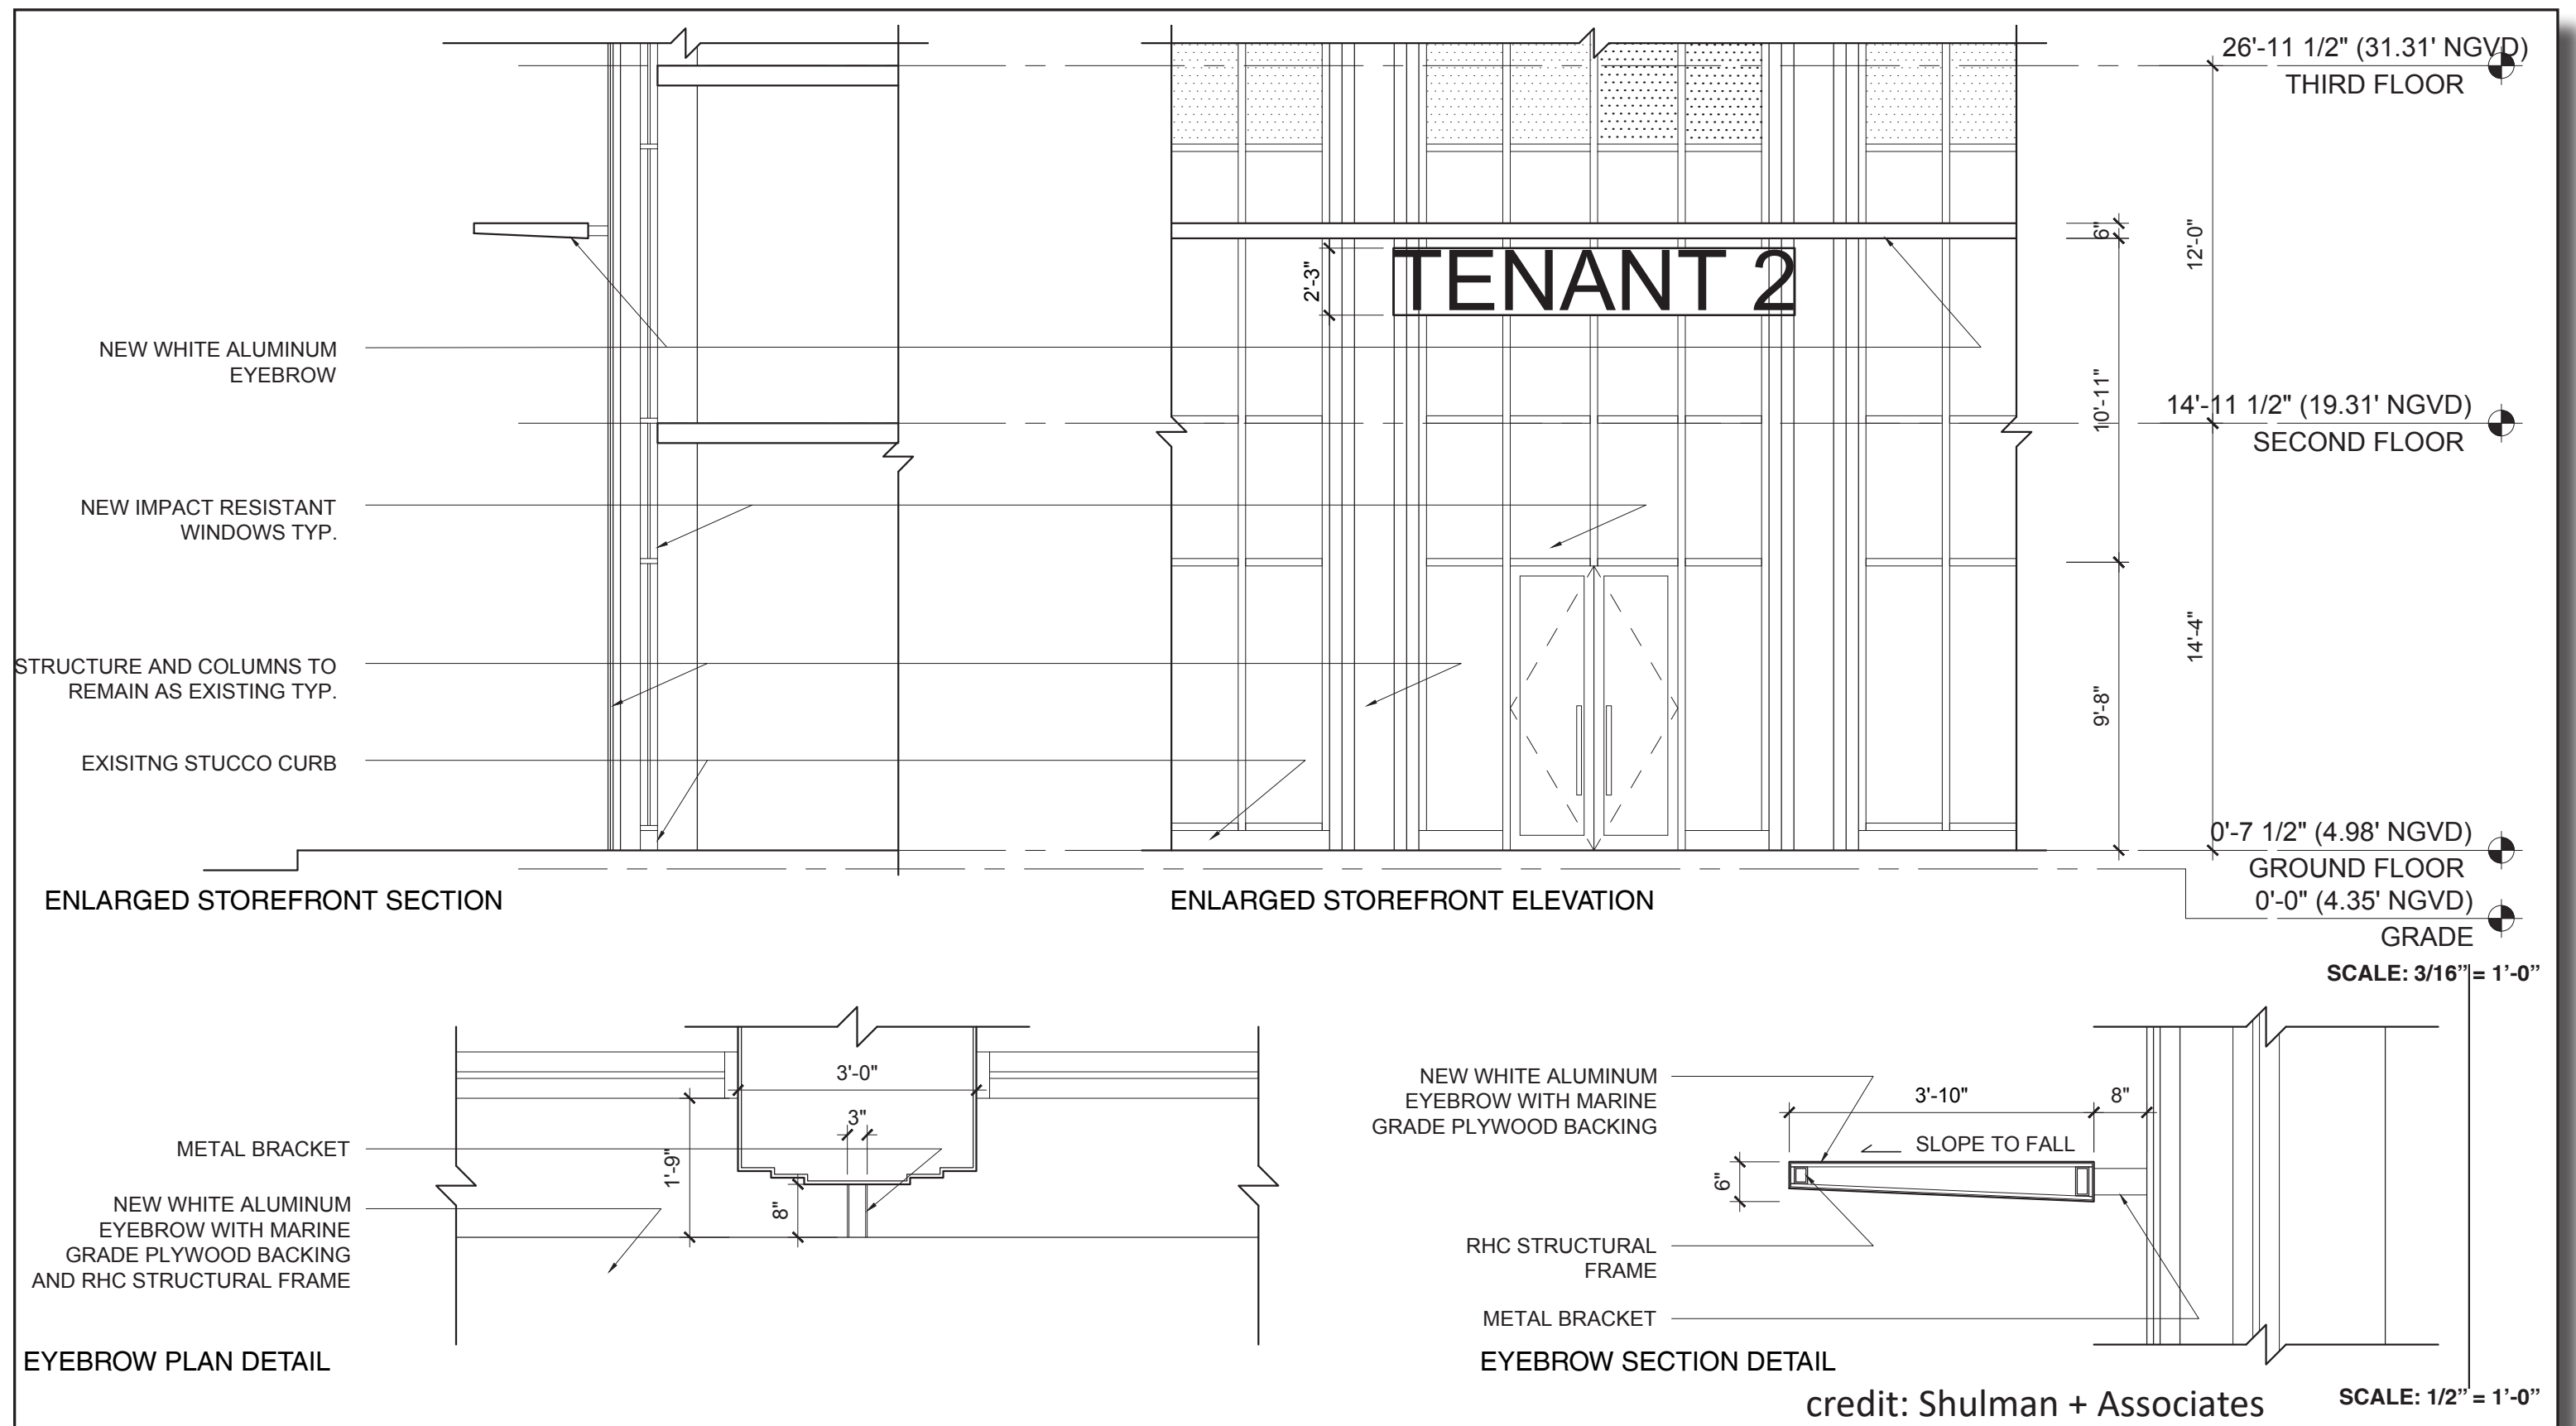 26'-11 1/2" (31.31' NGVD)
THIRD FLOOR
6"
12'-0"
2'-3"
TENANT 2
NEW WHITE ALUMINUM
EYEBROW
10'-11"
14'-11 1/2" (19.31' NGVD)
SECOND FLOOR
NEW IMPACT RESISTANT
WINDOWS TYP.
STRUCTURE AND COLUMNS TO
REMAIN AS EXISTING TYP.
14'-4"
9'-8"
EXISITNG STUCCO CURB
0'-7 1/2" (4.98' NGVD)
GROUND FLOOR
0'-0" (4.35' NGVD)
GRADE
ENLARGED STOREFRONT SECTION
ENLARGED STOREFRONT ELEVATION
SCALE: 3/16” = 1’-0”
3'-0"
3"
METAL BRACKET
1'-9"
8"
NEW WHITE ALUMINUM
EYEBROW WITH MARINE
GRADE PLYWOOD BACKING
AND RHC STRUCTURAL FRAME
EYEBROW PLAN DETAIL
NEW WHITE ALUMINUM
EYEBROW WITH MARINE
GRADE PLYWOOD BACKING
3'-10"
8"
SLOPE TO FALL
6"
RHC STRUCTURAL
FRAME
METAL BRACKET
EYEBROW SECTION DETAIL
credit: Shulman + Associates
SCALE: 1/2” = 1’-0”